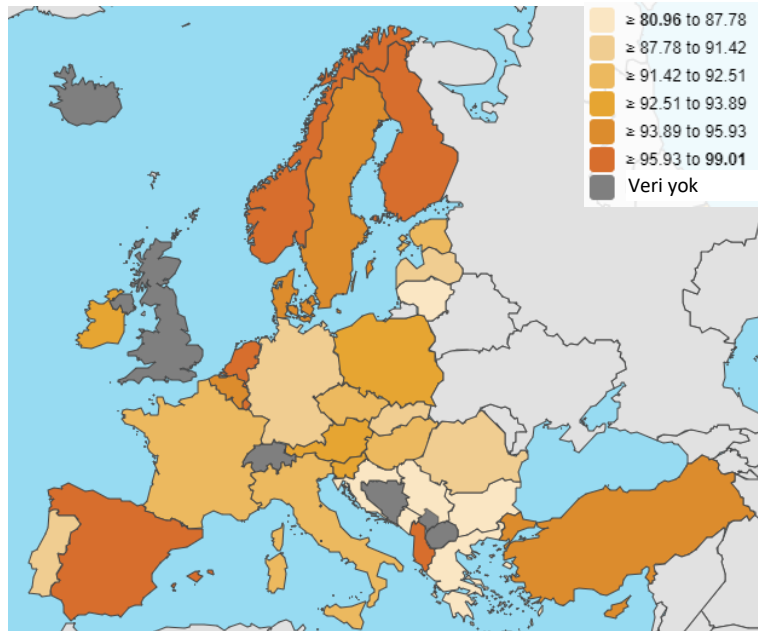 ≥ 80.96 to 87.78
≥ 87.78 to 91.42
≥ 91.42 to 92.51
≥ 92.51 to 93.89
≥ 93.89 to 95.93
≥ 95.93 to 99.01
Veri yok